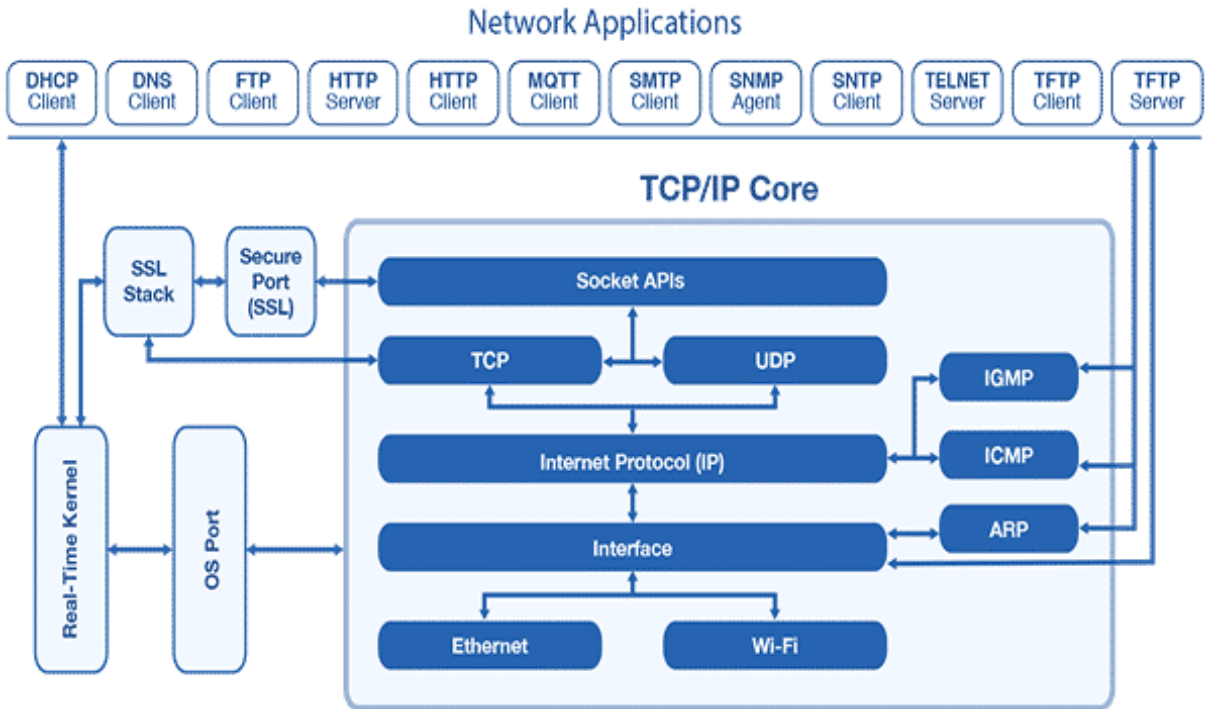 Network Applications
DHCP
Client
DNS
Client
FTP
Client
HTTP
Server
HTTP
Client
MQTT
Client
SMTP
Client
SNMP
Agent
SNTP
Client
TELNET
Server
TFTP
Client
TFTP
Server
TCP/IP Core
SSL
Stack
Secure
Port
(SSL)
Socket APIs
TCP
UDP
IGMP
Internet Protocol (IP)
ICMP
Interface
ARP
Ethernet
Wi-Fi
Real-Time Kernel
OS Port